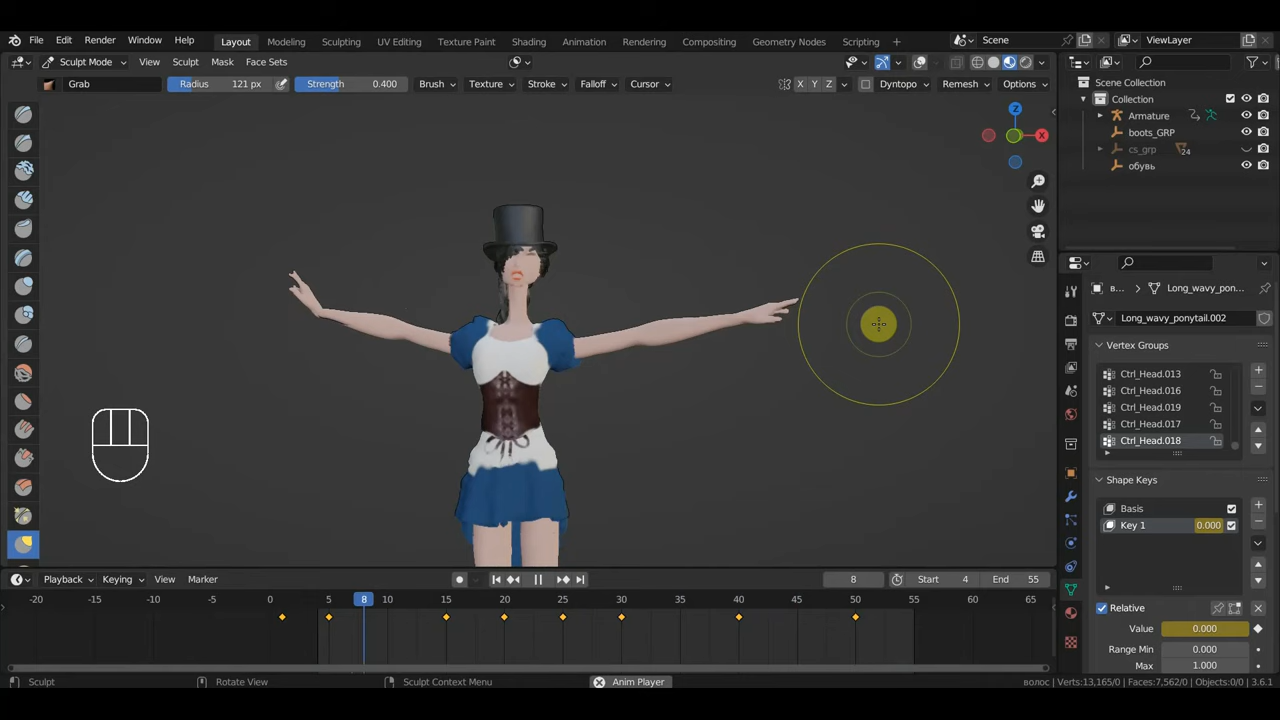 File Edit Render Window Help Layout Modeling Sculpting UV Editing Texture Paint Shading Animation Rendering Compositing Geometry Nodes Scripting + Scene ViewLayer
Sculpt Mode View Sculpt Mask Face Sets
Grab Radius 121 px Strength 0.400 Brush Texture Stroke Falloff Cursor X Y Z Dyntopo Remesh Options
Scene Collection
Collection
Armature
boots_GRP
cs_grp 24
обувь
Z
X
в... Long_wavy_pon...
Long_wavy_ponytail.002
Vertex Groups
Ctrl_Head.013
Ctrl_Head.016
Ctrl_Head.019
Ctrl_Head.017
Ctrl_Head.018
Shape Keys
Basis
Key 1 0.000
Relative
Value 0.000
Range Min 0.000
Max 1.000
Playback Keying View Marker 8 Start 4 End 55
-20 -15 -10 -5 0 5 8 10 15 20 25 30 35 40 45 50 55 60 65
Sculpt Rotate View Sculpt Context Menu Anim Player волос | Verts:13,165/0 | Faces:7,562/0 | Objects:0/0 | 3.6.1